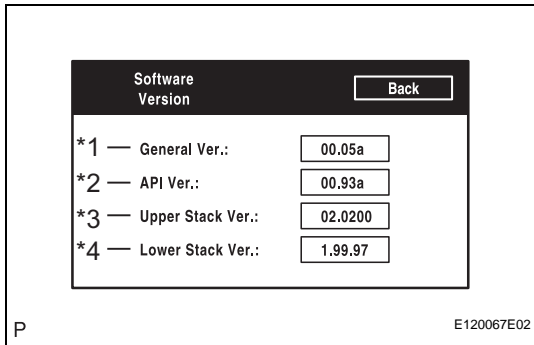 Software
Version
Back
*1 — General Ver.: 00.05a
*2 — API Ver.: 00.93a
*3 — Upper Stack Ver.: 02.0200
*4 — Lower Stack Ver.: 1.99.97
P
E120067E02